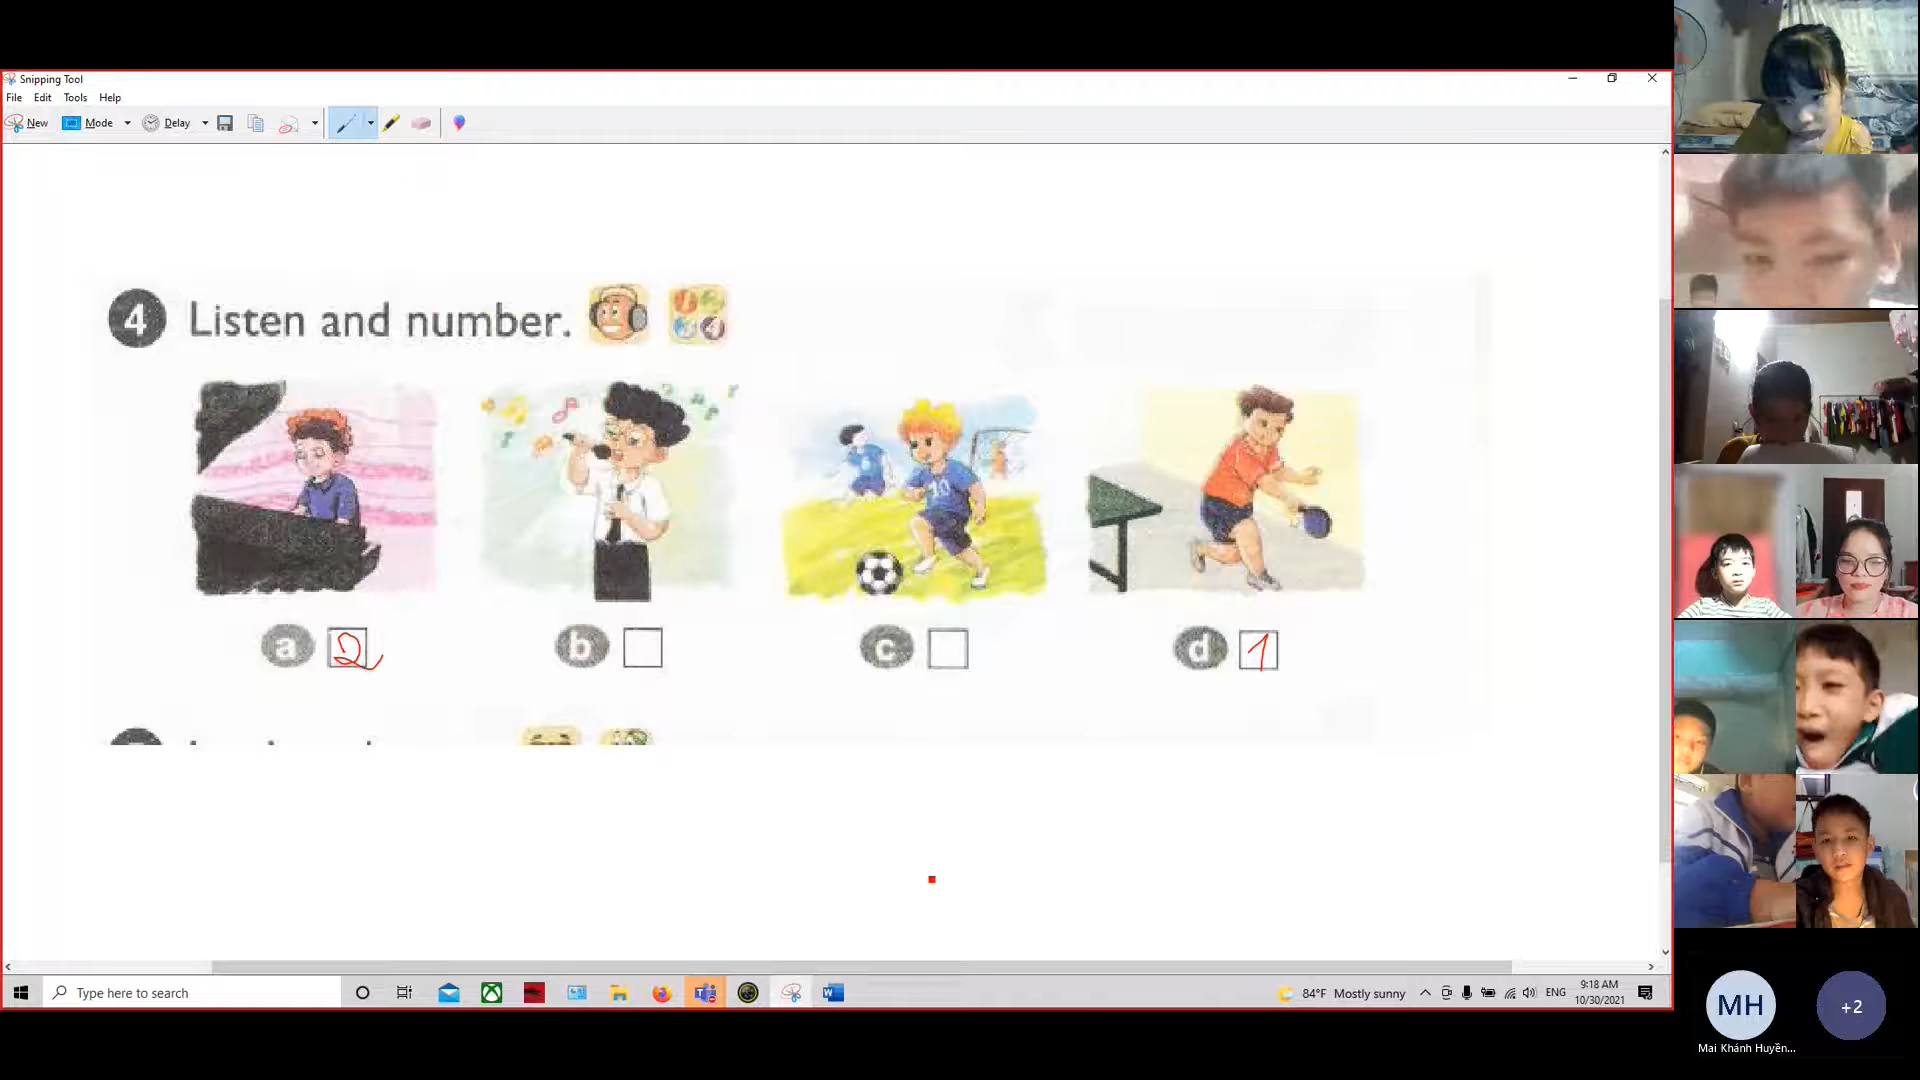 Snipping Tool
File Edit Tools Help
New Mode Delay
4 Listen and number.
10
a 2 b c d 1
Type here to search
84°F Mostly sunny
ENG
9:18 AM
10/30/2021
MH
+2
Mai Khánh Huyền...